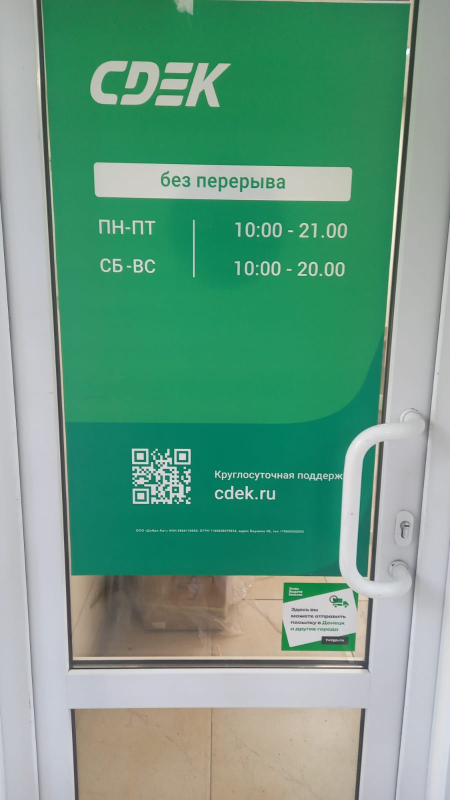 CDEK
без перерыва
ПН-ПТ 10:00 - 21.00
СБ-ВС 10:00 - 20.00
Круглосуточная поддерж
cdek.ru
Здесь вы
можете отправить
посылку в Донецк
и другие города